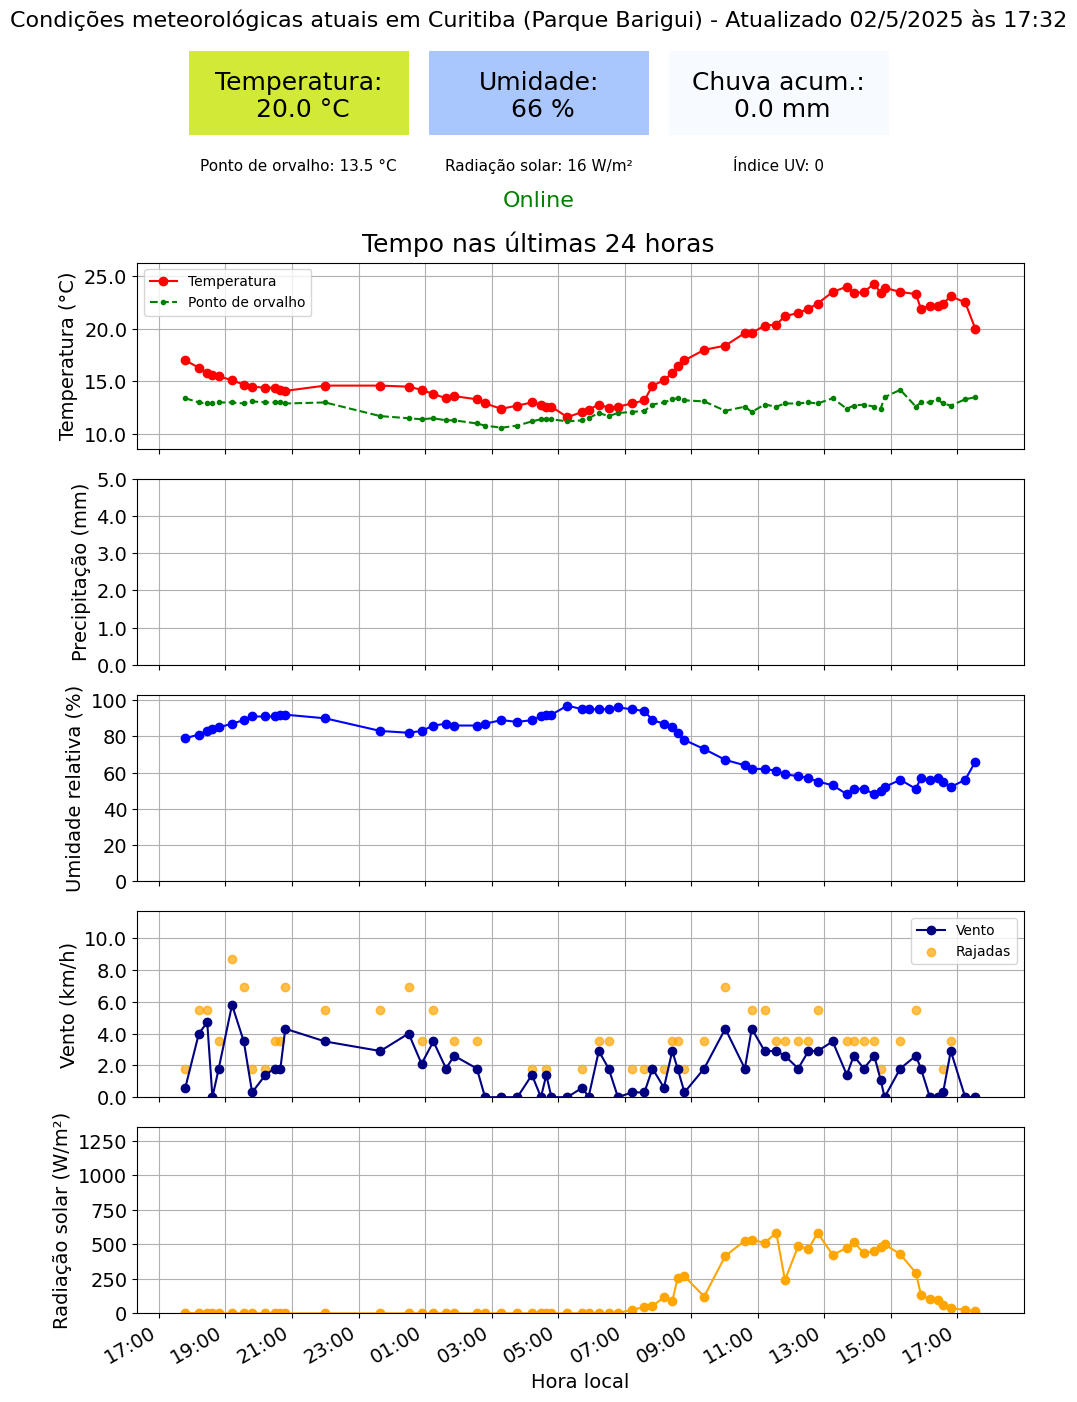 Condições meteorológicas atuais em Curitiba (Parque Barigui) - Atualizado 02/5/2025 às 17:32
Temperatura:
20.0 °C
Umidade:
66 %
Chuva acum.:
0.0 mm
Ponto de orvalho: 13.5 °C
Radiação solar: 16 W/m²
Índice UV: 0
Online
Tempo nas últimas 24 horas
Temperatura (°C)
25.0
20.0
15.0
10.0
Temperatura
Ponto de orvalho
Precipitação (mm)
5.0
4.0
3.0
2.0
1.0
0.0
Umidade relativa (%)
100
80
60
40
20
0
Vento (km/h)
10.0
8.0
6.0
4.0
2.0
0.0
Vento
Rajadas
Radiação solar (W/m²)
1250
1000
750
500
250
0
17:00
19:00
21:00
23:00
01:00
03:00
05:00
07:00
09:00
11:00
13:00
15:00
17:00
Hora local